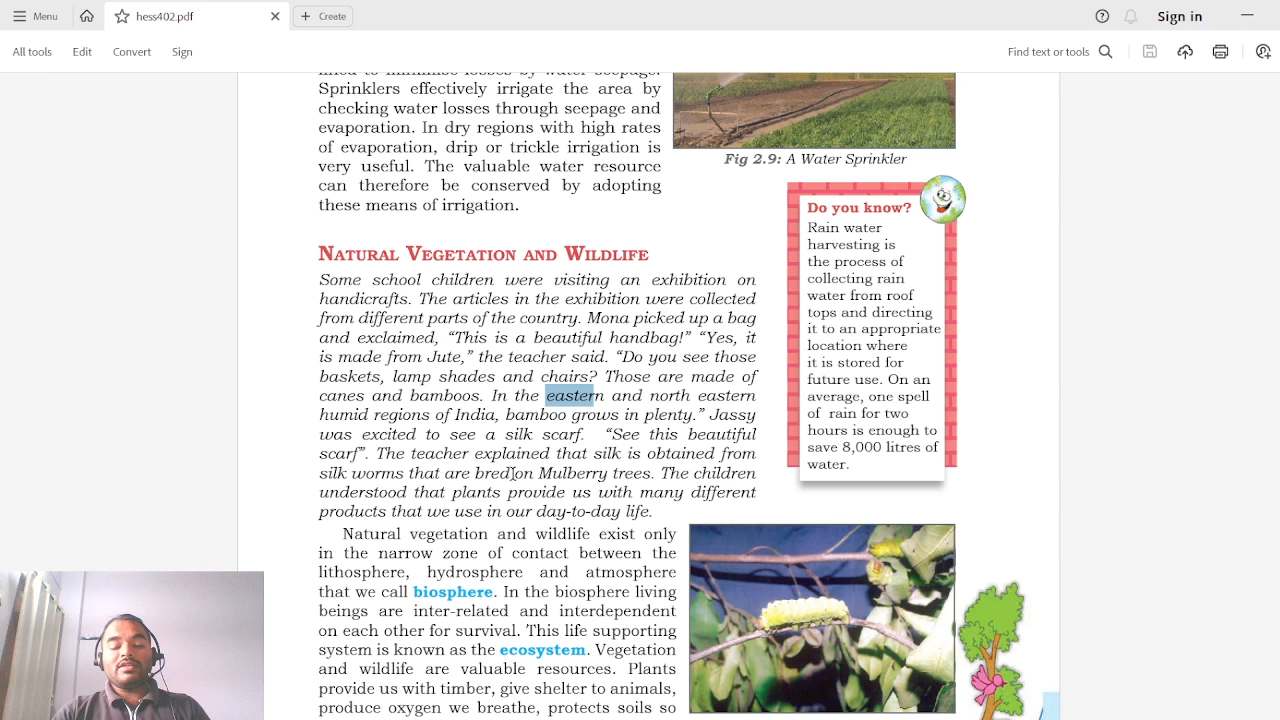 Menu
hess402.pdf
Create
Sign in
All tools
Edit
Convert
Sign
Find text or tools
lined to minimise losses by water seepage.
Sprinklers effectively irrigate the area by
checking water losses through seepage and
evaporation. In dry regions with high rates
of evaporation, drip or trickle irrigation is
very useful. The valuable water resource
can therefore be conserved by adopting
these means of irrigation.
Fig 2.9: A Water Sprinkler
Do you know?
Rain water
harvesting is
the process of
collecting rain
water from roof
tops and directing
it to an appropriate
location where
it is stored for
future use. On an
average, one spell
of rain for two
hours is enough to
save 8,000 litres of
water.
NATURAL VEGETATION AND WILDLIFE
Some school children were visiting an exhibition on
handicrafts. The articles in the exhibition were collected
from different parts of the country. Mona picked up a bag
and exclaimed, “This is a beautiful handbag!” “Yes, it
is made from Jute,” the teacher said. “Do you see those
baskets, lamp shades and chairs? Those are made of
canes and bamboos. In the eastern and north eastern
humid regions of India, bamboo grows in plenty.” Jassy
was excited to see a silk scarf. “See this beautiful
scarf”. The teacher explained that silk is obtained from
silk worms that are bred on Mulberry trees. The children
understood that plants provide us with many different
products that we use in our day-to-day life.
Natural vegetation and wildlife exist only
in the narrow zone of contact between the
lithosphere, hydrosphere and atmosphere
that we call biosphere. In the biosphere living
beings are inter-related and interdependent
on each other for survival. This life supporting
system is known as the ecosystem. Vegetation
and wildlife are valuable resources. Plants
provide us with timber, give shelter to animals,
produce oxygen we breathe, protects soils so